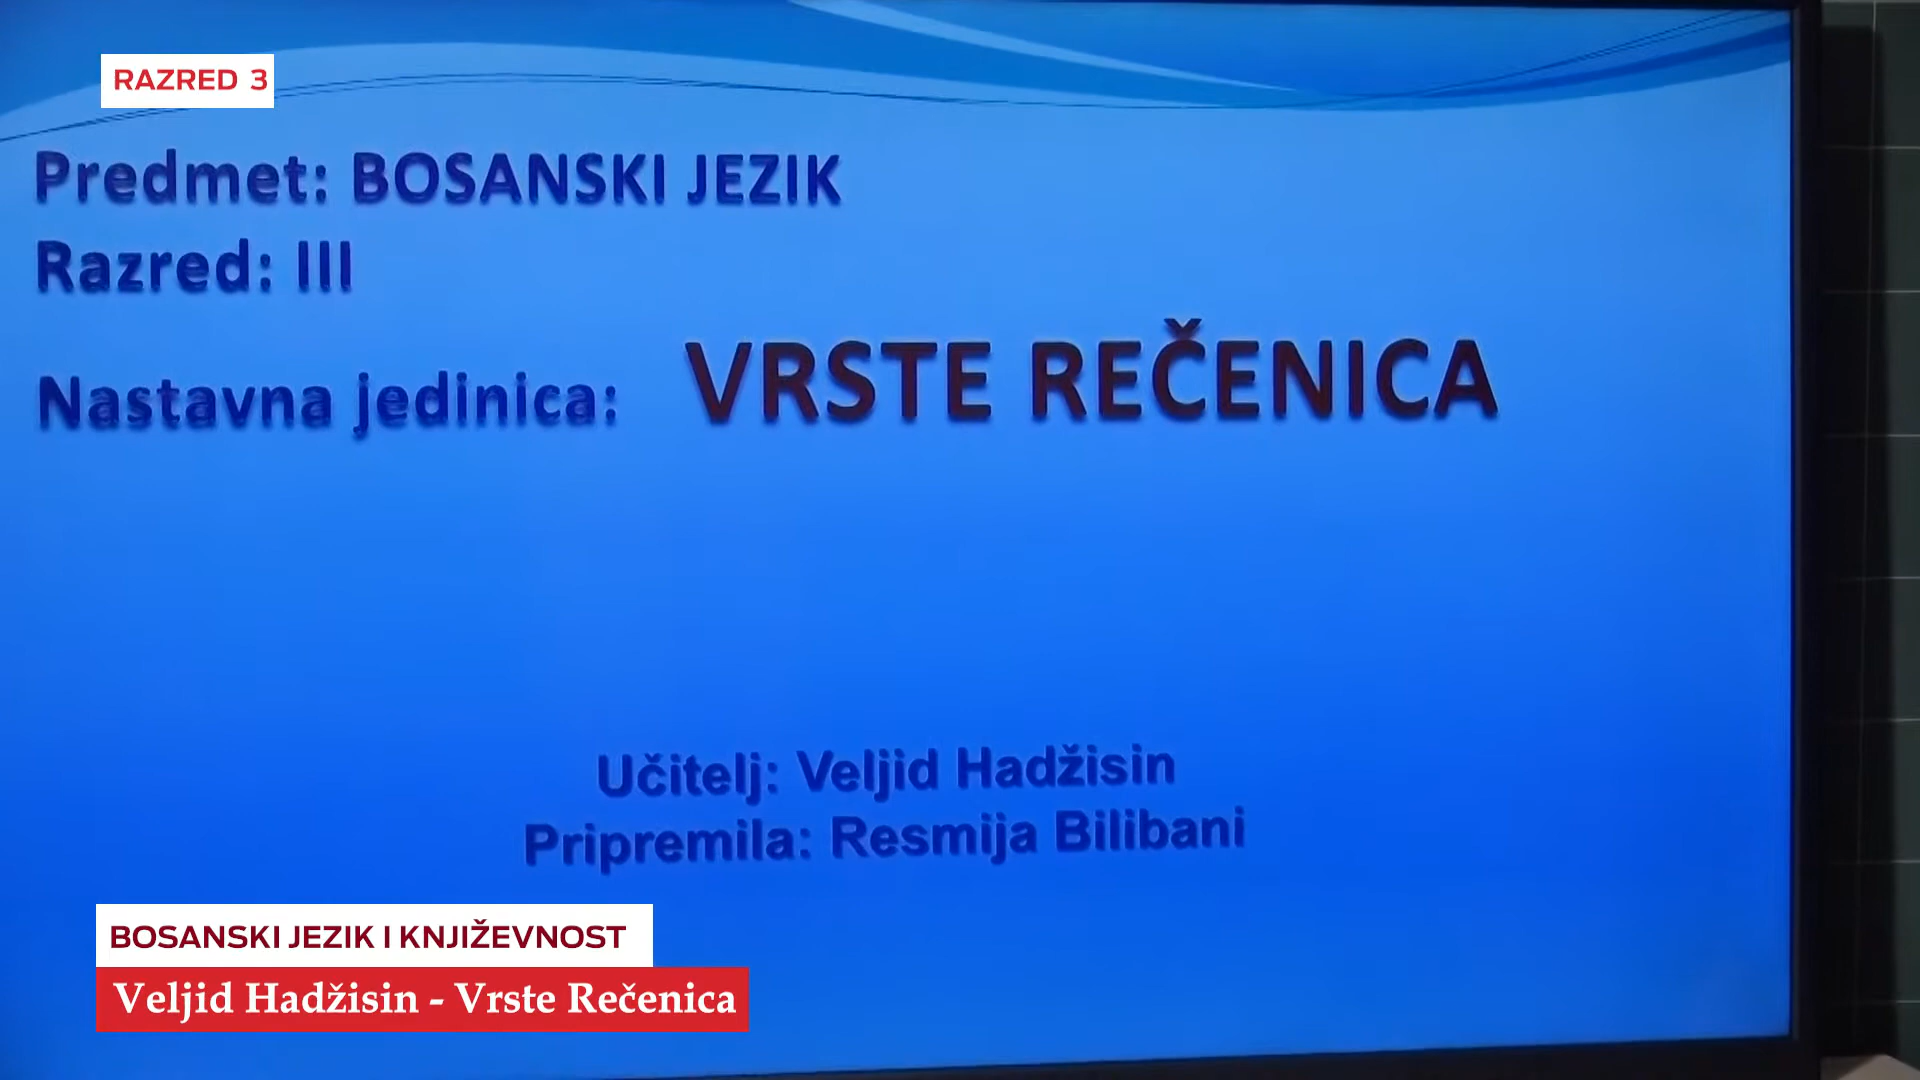 RAZRED 3
Predmet: BOSANSKI JEZIK
Razred: III
Nastavna jedinica: VRSTE REČENICA
Učitelj: Veljid Hadžisin
Pripremila: Resmija Bilibani
BOSANSKI JEZIK I KNJIŽEVNOST
Veljid Hadžisin - Vrste Rečenica